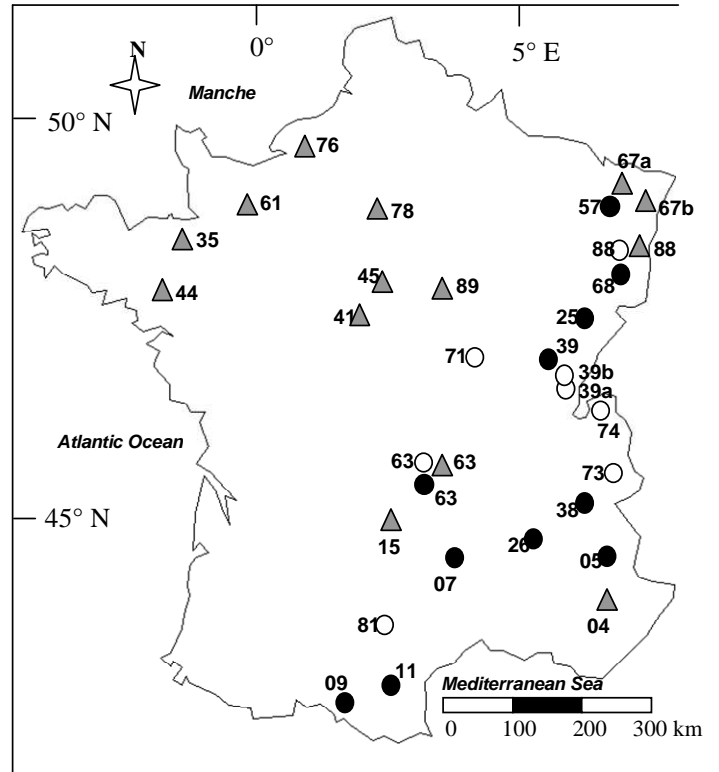 0° 5° E
N
Manche
50° N
76
67a
61 78 57 67b
35
88 88
45 89 68
44
41 25
71 39
39b
39a
Atlantic Ocean
74
63 63
73
63
38
45° N
15 26
07 05
81 04
11
09 Mediterranean Sea
0 100 200 300 km